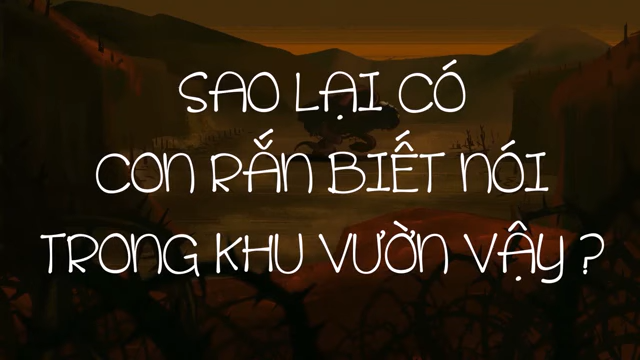 SAO LẠI CÓ
CON RẮN BIẾT NÓI
TRONG KHU VƯỜN VẬY ?